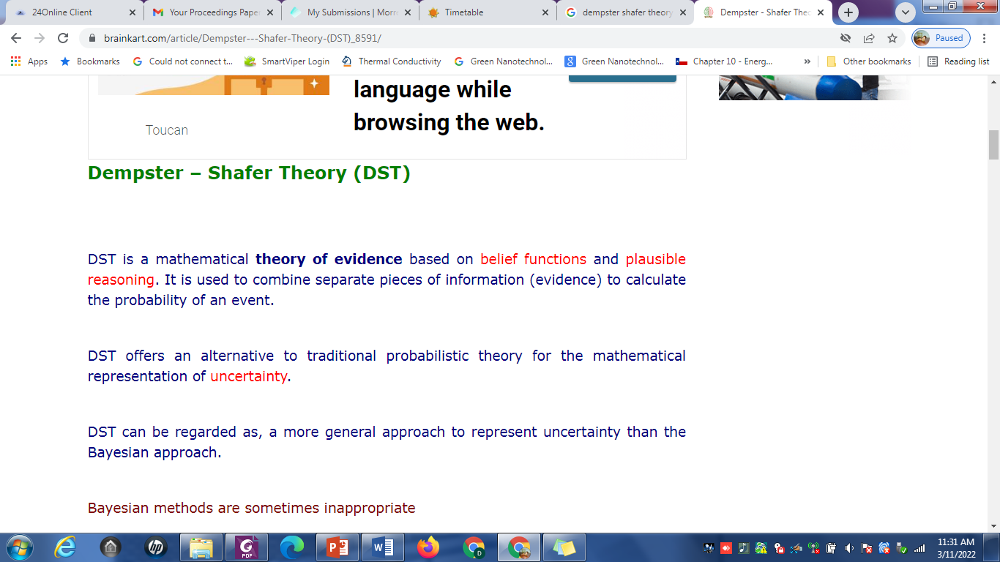 24Online Client
Your Proceedings Paper
My Submissions | Morr
Timetable
dempster shafer theory
Dempster - Shafer Theo
brainkart.com/article/Dempster---Shafer-Theory-(DST)_8591/
Paused
Apps
Bookmarks
Could not connect t...
SmartViper Login
Thermal Conductivity
Green Nanotechnol...
Green Nanotechnol...
Chapter 10 - Energ...
»
Other bookmarks
Reading list
language while
browsing the web.
Toucan
Dempster – Shafer Theory (DST)
DST is a mathematical theory of evidence based on belief functions and plausible
reasoning. It is used to combine separate pieces of information (evidence) to calculate
the probability of an event.
DST offers an alternative to traditional probabilistic theory for the mathematical
representation of uncertainty.
DST can be regarded as, a more general approach to represent uncertainty than the
Bayesian approach.
Bayesian methods are sometimes inappropriate
11:31 AM
3/11/2022